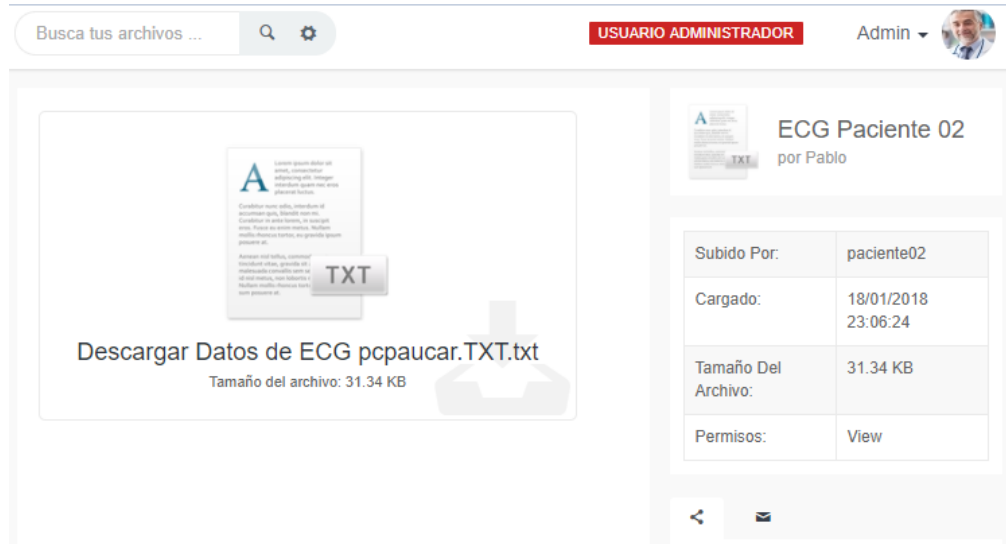 Busca tus archivos ...
USUARIO ADMINISTRADOR
Admin
A
TXT
Descargar Datos de ECG pcpaucar.TXT.txt
Tamaño del archivo: 31.34 KB
A
TXT
ECG Paciente 02
por Pablo
Subido Por: paciente02
Cargado: 18/01/2018
23:06:24
Tamaño Del 31.34 KB
Archivo:
Permisos: View